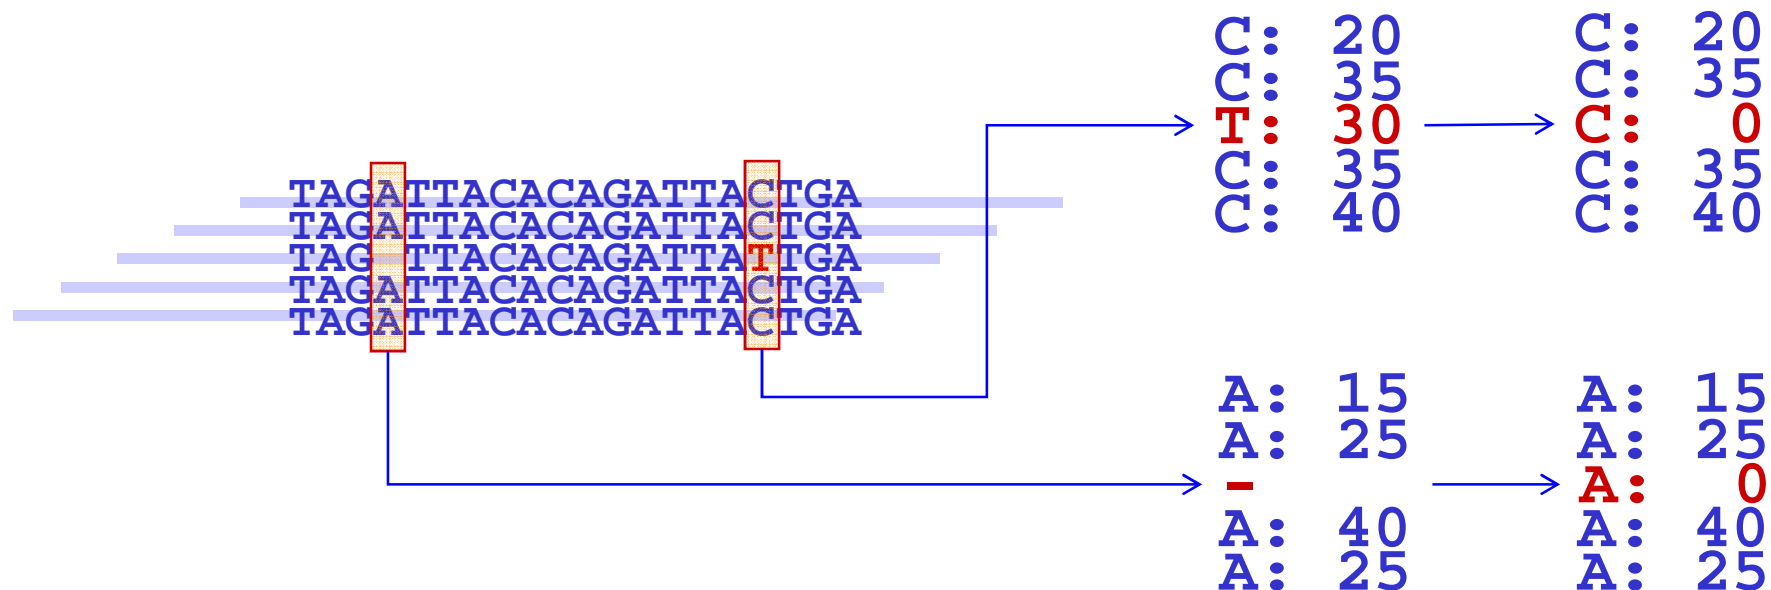 TAGATTACACAGATTACTGA
TAGATTACACAGATTACTGA
TAG TTACACAGATTATTGA
TAGATTACACAGATTACTGA
TAGATTACACAGATTACTGA
C: 20
C: 35
T: 30
C: 35
C: 40
C: 20
C: 35
C: 0
C: 35
C: 40
A: 15
A: 25
-
A: 40
A: 25
A: 15
A: 25
A: 0
A: 40
A: 25